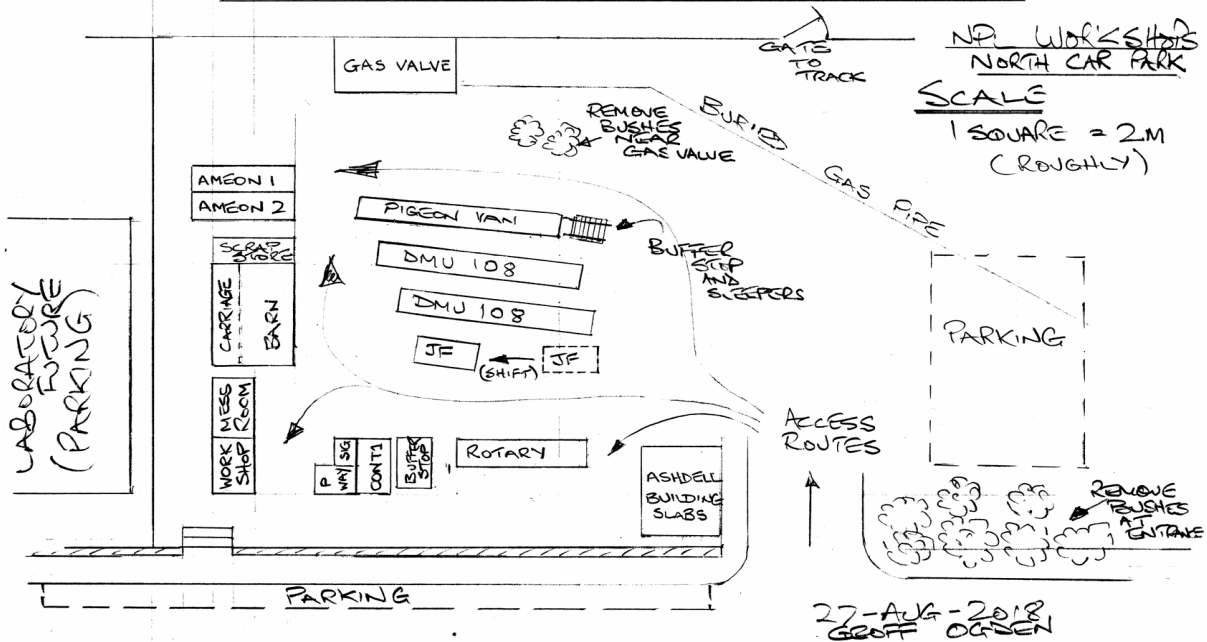 NPL WORKSHOPS
NORTH CAR PARK
SCALE
1 SQUARE = 2M
(ROUGHLY)
GATE
TO
TRACK
GAS VALVE
REMOVE
BUSHES
NEAR
GAS VALVE
BURIED GAS PIPE
AMEON 1
AMEON 2
PIGEON VAN
BUFFER
STOP
AND
SLEEPERS
SCRAP
STORE
DMU 108
DMU 108
CARRIAGE
BARN
JF
(SHIFT)
JF
PARKING
LABORATORY
FUTURE
(PARKING)
MESS
ROOM
WORK
SHOP
P
WAY/SIG
CONT 1
BUFFER
STOP
ROTARY
ASHDELL
BUILDING
SLABS
ACCESS
ROUTES
REMOVE
BUSHES
AT
ENTRANCE
PARKING
27-AUG-2018
GEOFF OGDEN